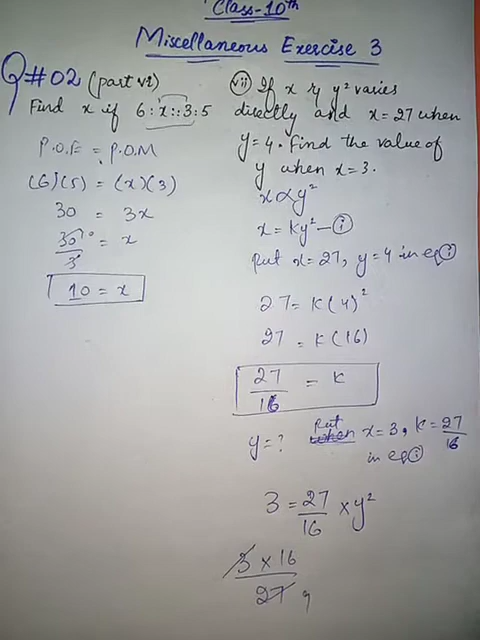 Class-10th
Miscellaneous Exercise 3
Q#02 (part vi)
Find x if 6:x::3:5
P.O.E = P.O.M
(6)(5) = (x)(3)
30 = 3x
30 10
3 = x
10 = x
(vii) If x & y² varies
directly and x=27 when
y=4. Find the value of
y when x=3.
x∝y²
x = Ky² — (i)
Put x=27, y=4 in eq (i)
27 = K(4)²
27 = K(16)
27/16 = K
y=? Put when x=3, K=27/16
in eq (i)
3 = 27/16 × y²
3 × 16
27